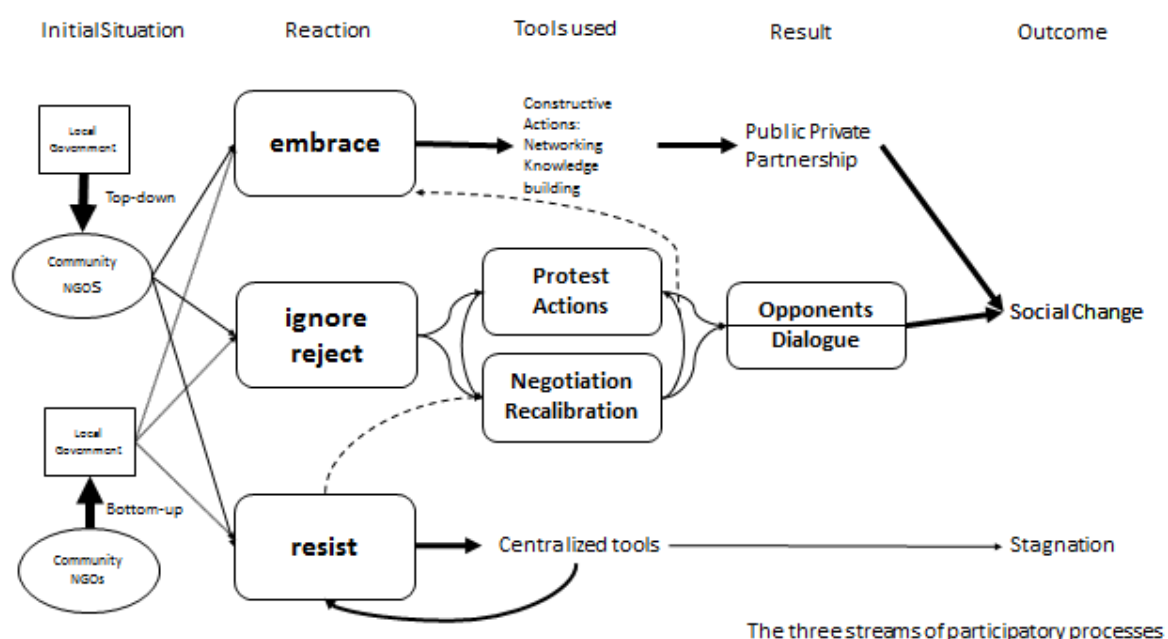 Initial Situation
Reaction
Tools used
Result
Outcome
Local
Government
Top-down
Community
NGOS
embrace
Constructive
Actions:
Networking
Knowledge
building
Public Private
Partnership
ignore
reject
Protest
Actions
Negotiation
Recalibration
Opponents
Dialogue
Social Change
Local
Government
Bottom-up
Community
NGOs
resist
Centralized tools
Stagnation
The three streams of participatory processes